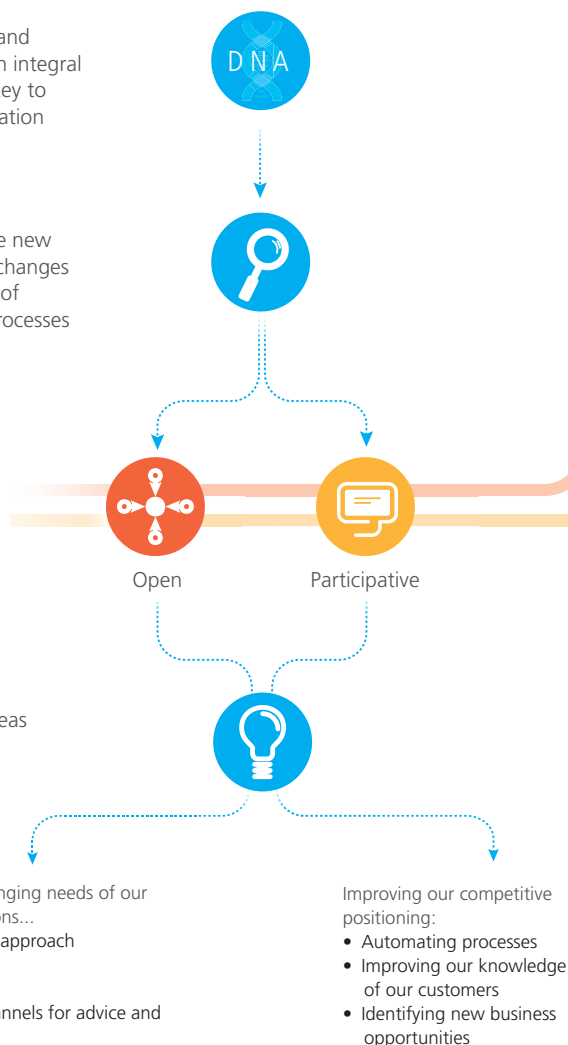 and
n integral
ey to
ation
DNA
e new
changes
of
rocesses
Open
Participative
eas
nging needs of our
ons...
approach
nnels for advice and
Improving our competitive
positioning:
• Automating processes
• Improving our knowledge
of our customers
• Identifying new business
opportunities